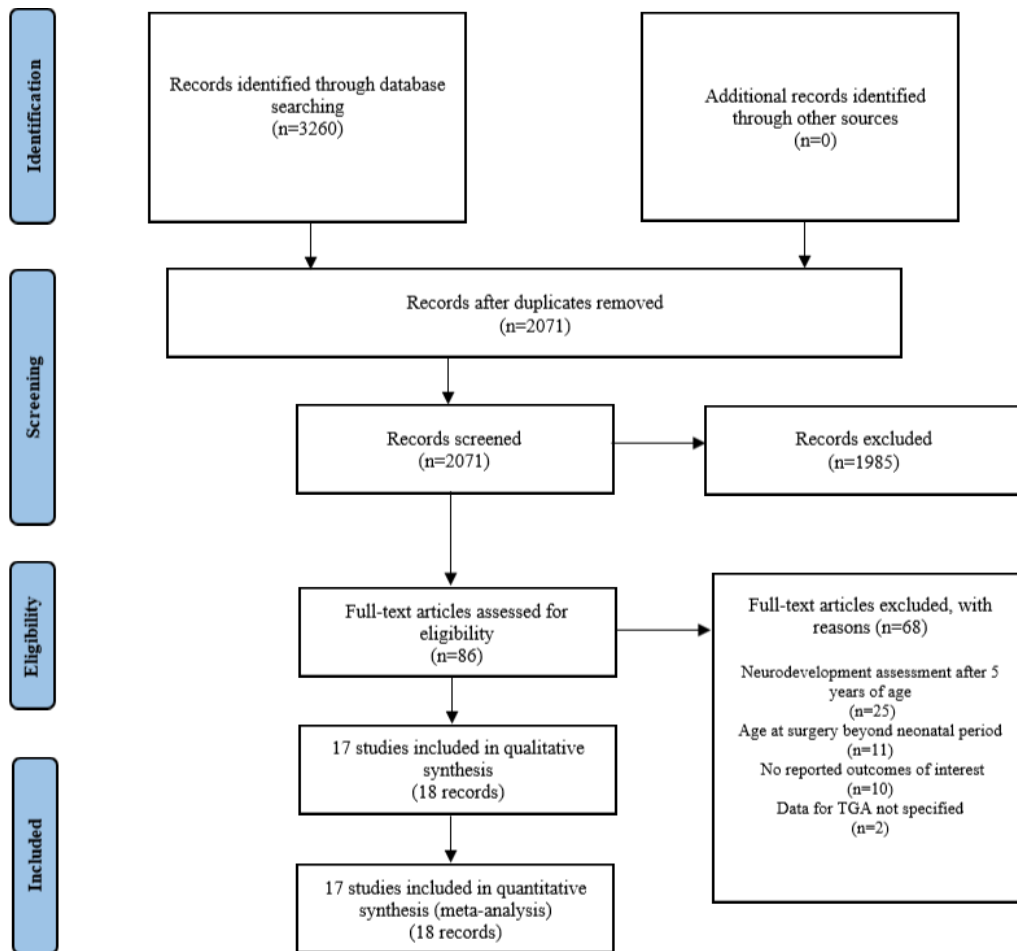 Identification
Records identified through database
searching
(n=3260)
Additional records identified
through other sources
(n=0)
Screening
Records after duplicates removed
(n=2071)
Records screened
(n=2071)
Records excluded
(n=1985)
Eligibility
Full-text articles assessed for
eligibility
(n=86)
Full-text articles excluded, with
reasons (n=68)
Neurodevelopment assessment after 5
years of age
(n=25)
Age at surgery beyond neonatal period
(n=11)
No reported outcomes of interest
(n=10)
Data for TGA not specified
(n=2)
Included
17 studies included in qualitative
synthesis
(18 records)
17 studies included in quantitative
synthesis (meta-analysis)
(18 records)